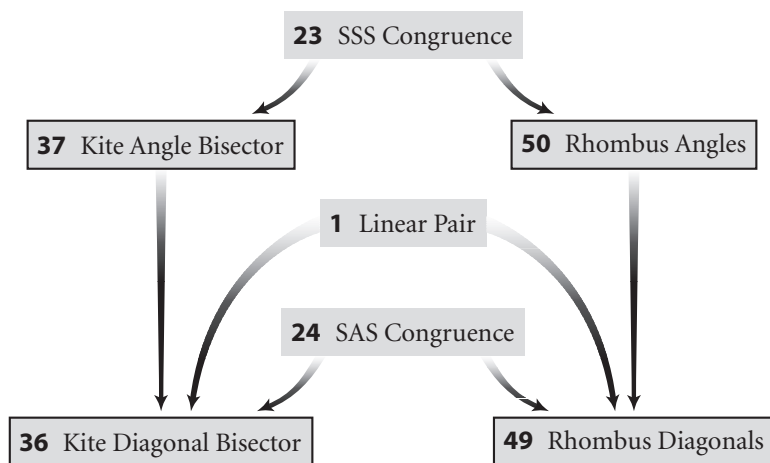 23 SSS Congruence
37 Kite Angle Bisector
50 Rhombus Angles
1 Linear Pair
24 SAS Congruence
36 Kite Diagonal Bisector
49 Rhombus Diagonals